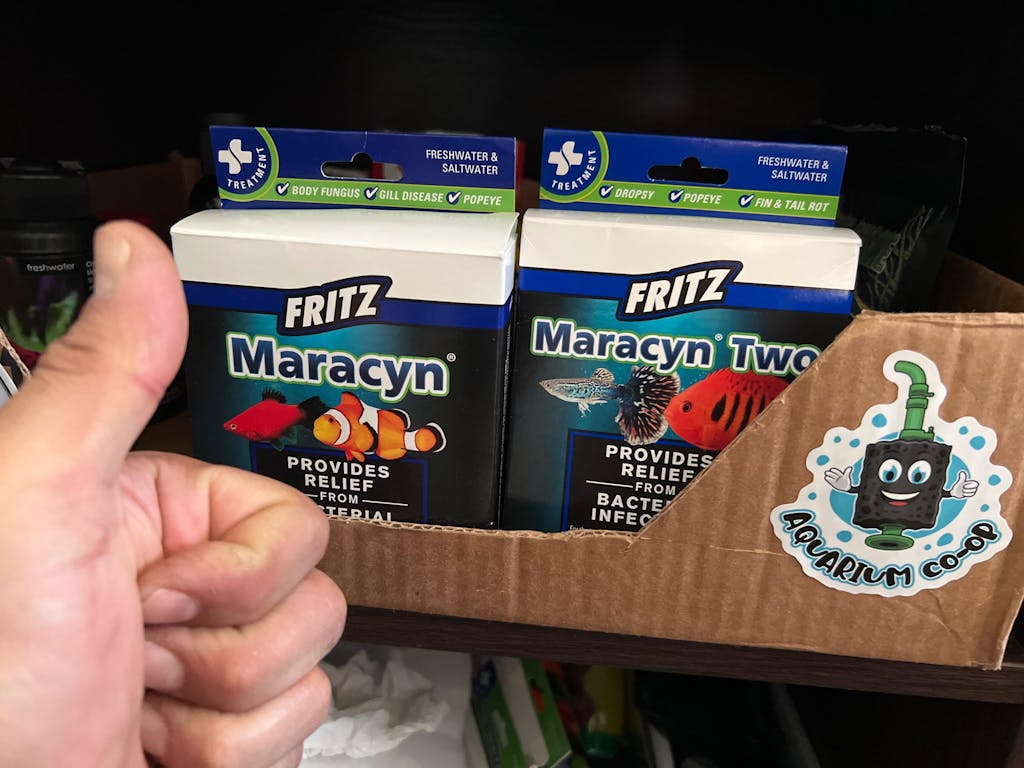 TREATMENT
FRESHWATER &
SALTWATER
BODY FUNGUS GILL DISEASE POPEYE
FRITZ
Maracyn®
PROVIDES
RELIEF
FROM
TREATMENT
FRESHWATER &
SALTWATER
DROPSY POPEYE FIN & TAIL ROT
FRITZ
Maracyn® Two
PROVIDES
RELIEF
FROM
AQUARIUM CO-OP
freshwater